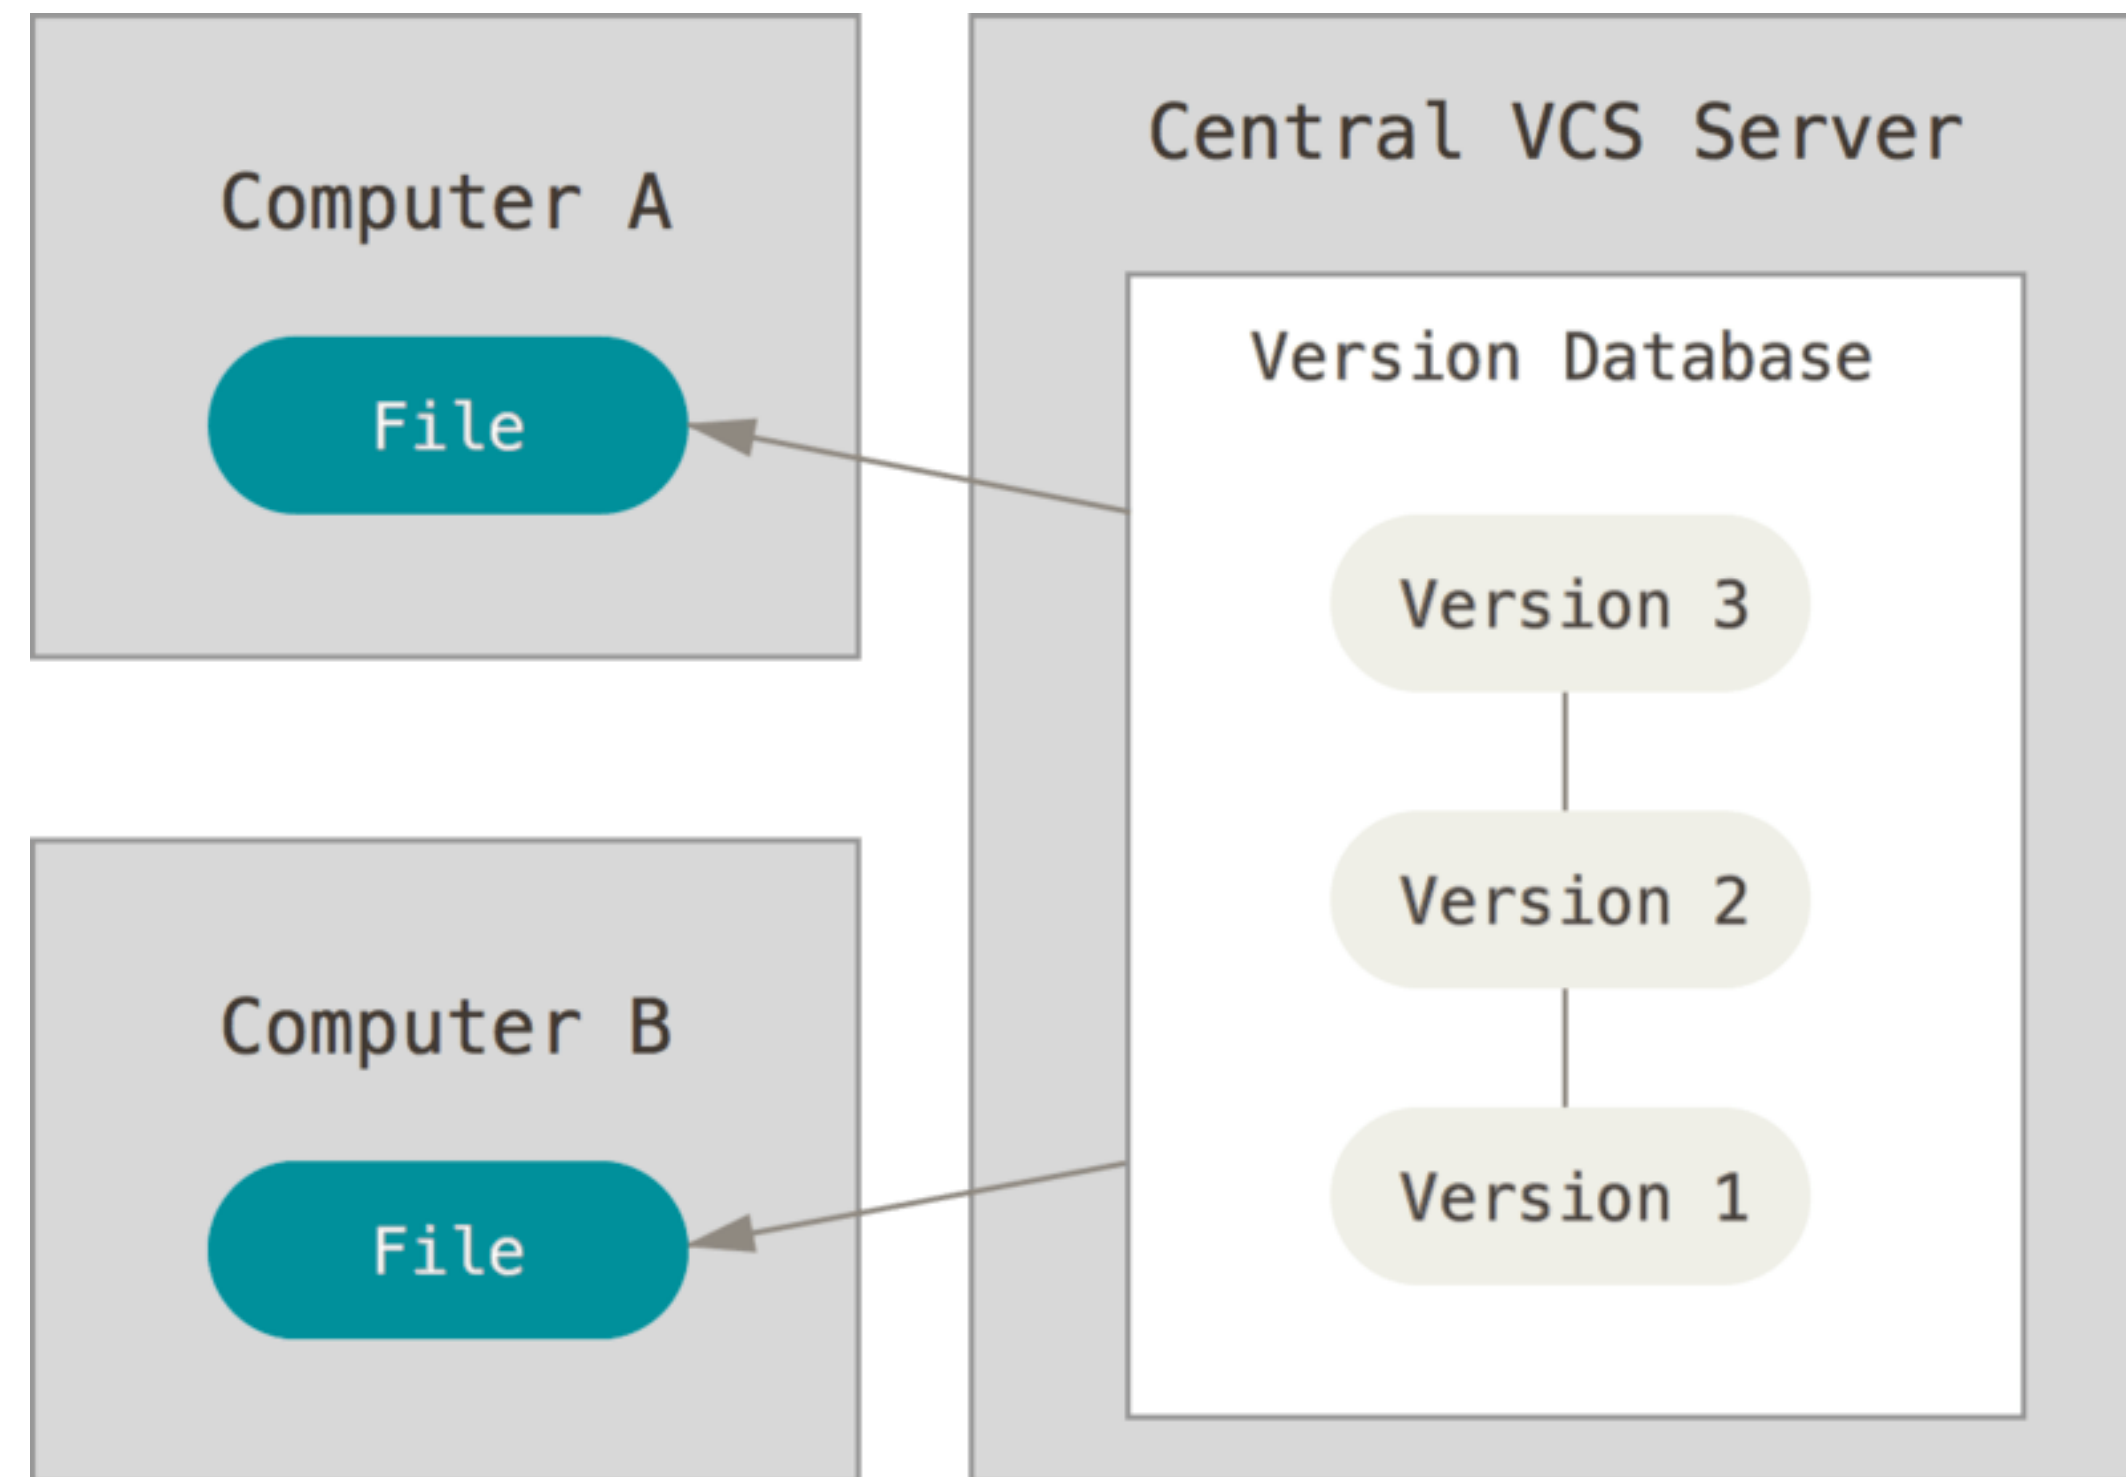 Computer A
File
Computer B
File
Central VCS Server
Version Database
Version 3
Version 2
Version 1